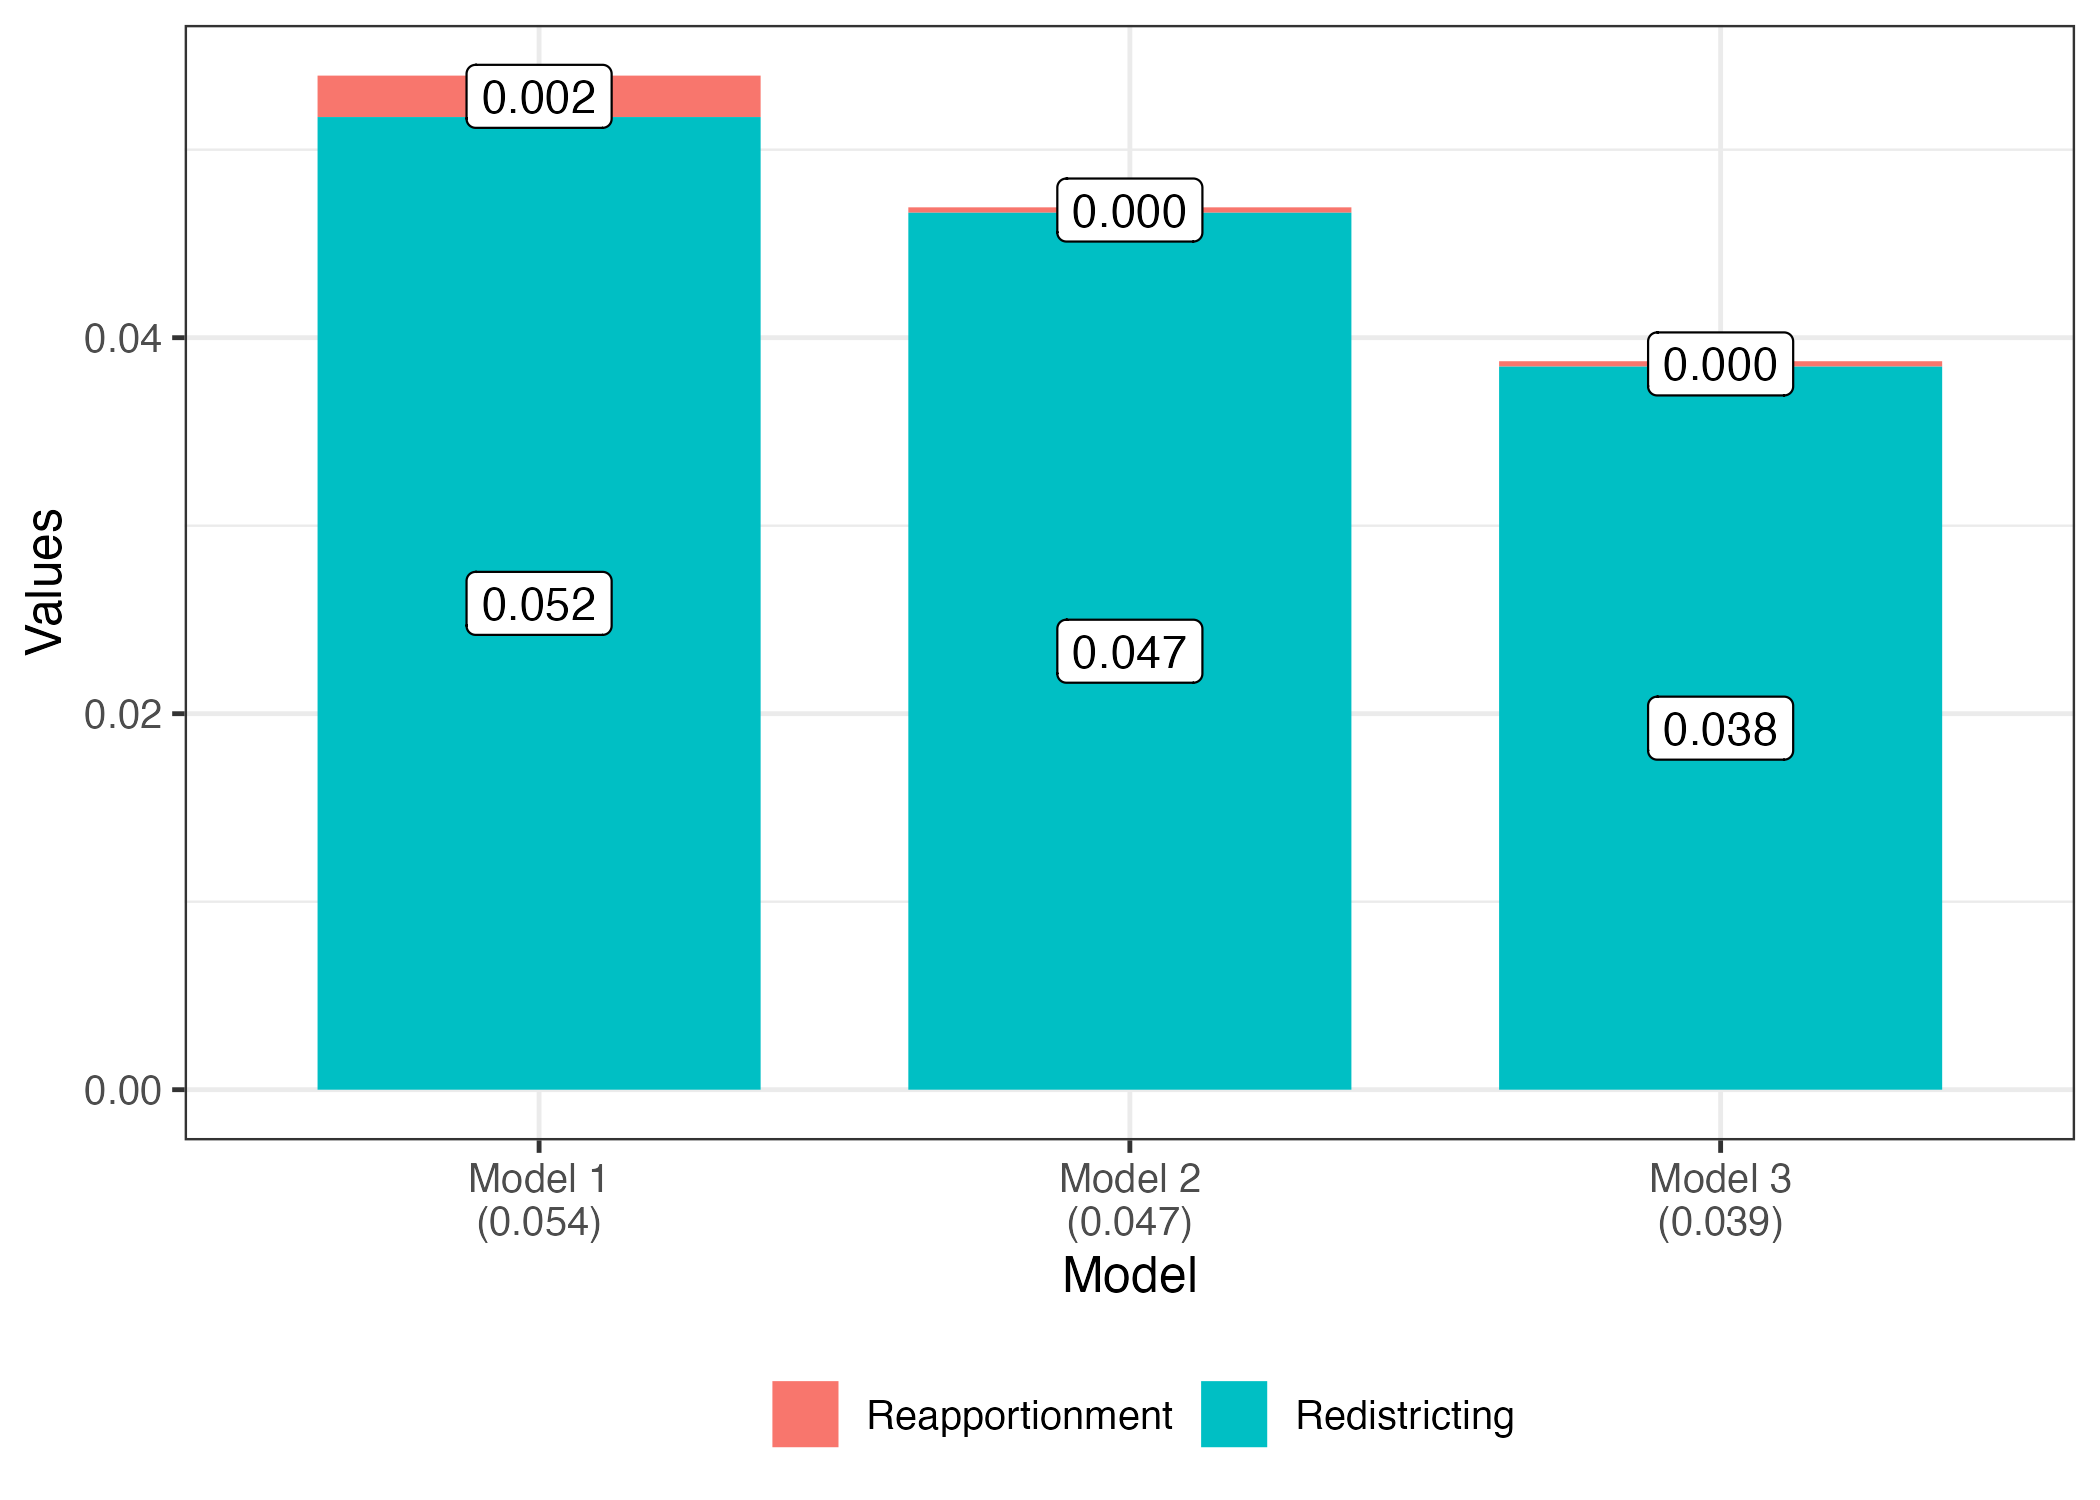 0.002
0.000
0.04
0.000
Values
0.052
0.047
0.02
0.038
0.00
Model 1
(0.054)
Model 2
(0.047)
Model 3
(0.039)
Model
Reapportionment
Redistricting